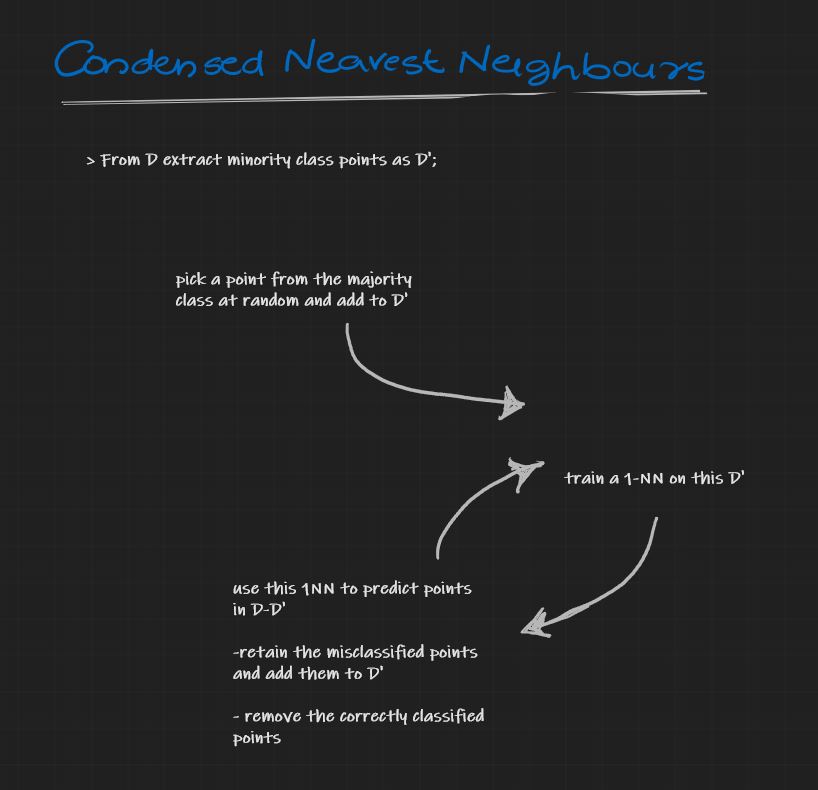 Condensed Nearest Neighbours
> From D extract minority class points as D';
pick a point from the majority
class at random and add to D'
train a 1-NN on this D'
use this 1NN to predict points
in D-D'
-retain the misclassified points
and add them to D'
- remove the correctly classified
points